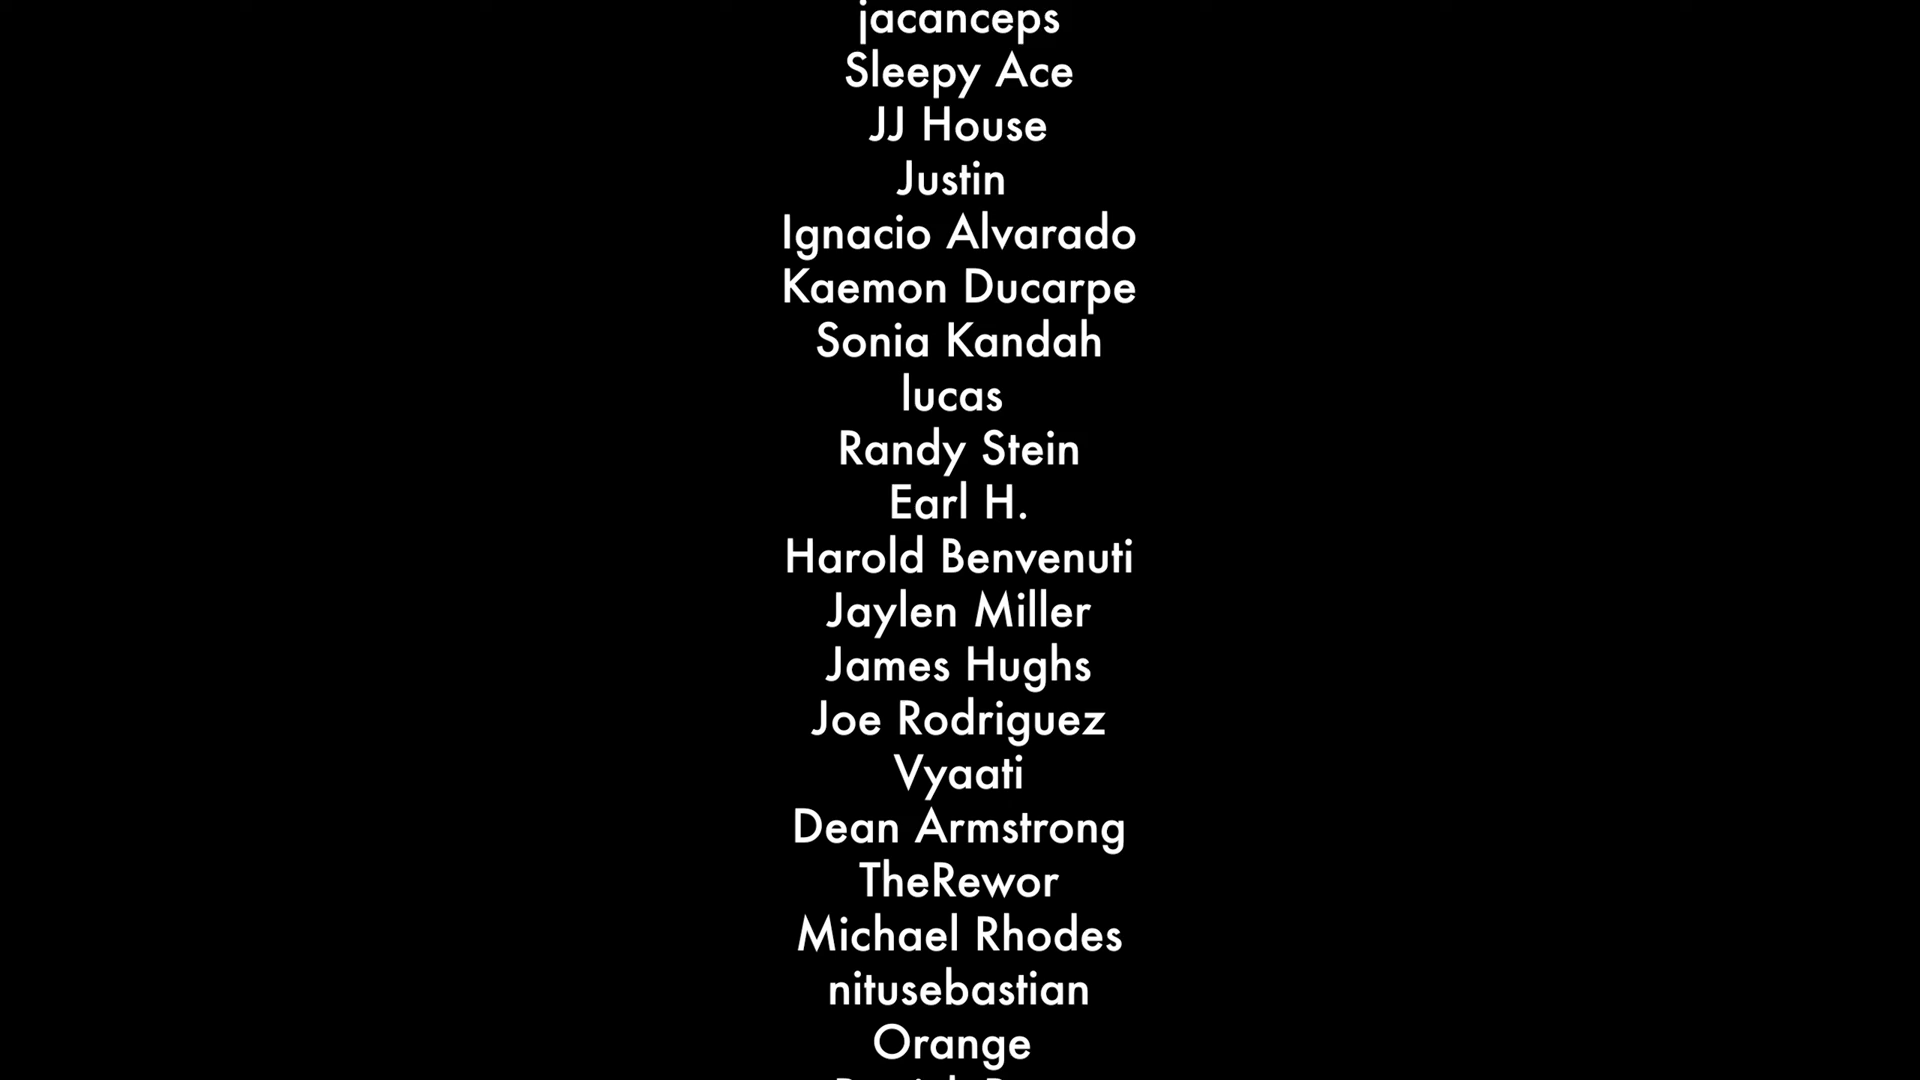 jacanceps
Sleepy Ace
JJ House
Justin
Ignacio Alvarado
Kaemon Ducarpe
Sonia Kandah
lucas
Randy Stein
Earl H.
Harold Benvenuti
Jaylen Miller
James Hughs
Joe Rodriguez
Vyaati
Dean Armstrong
TheRewor
Michael Rhodes
nitusebastian
Orange